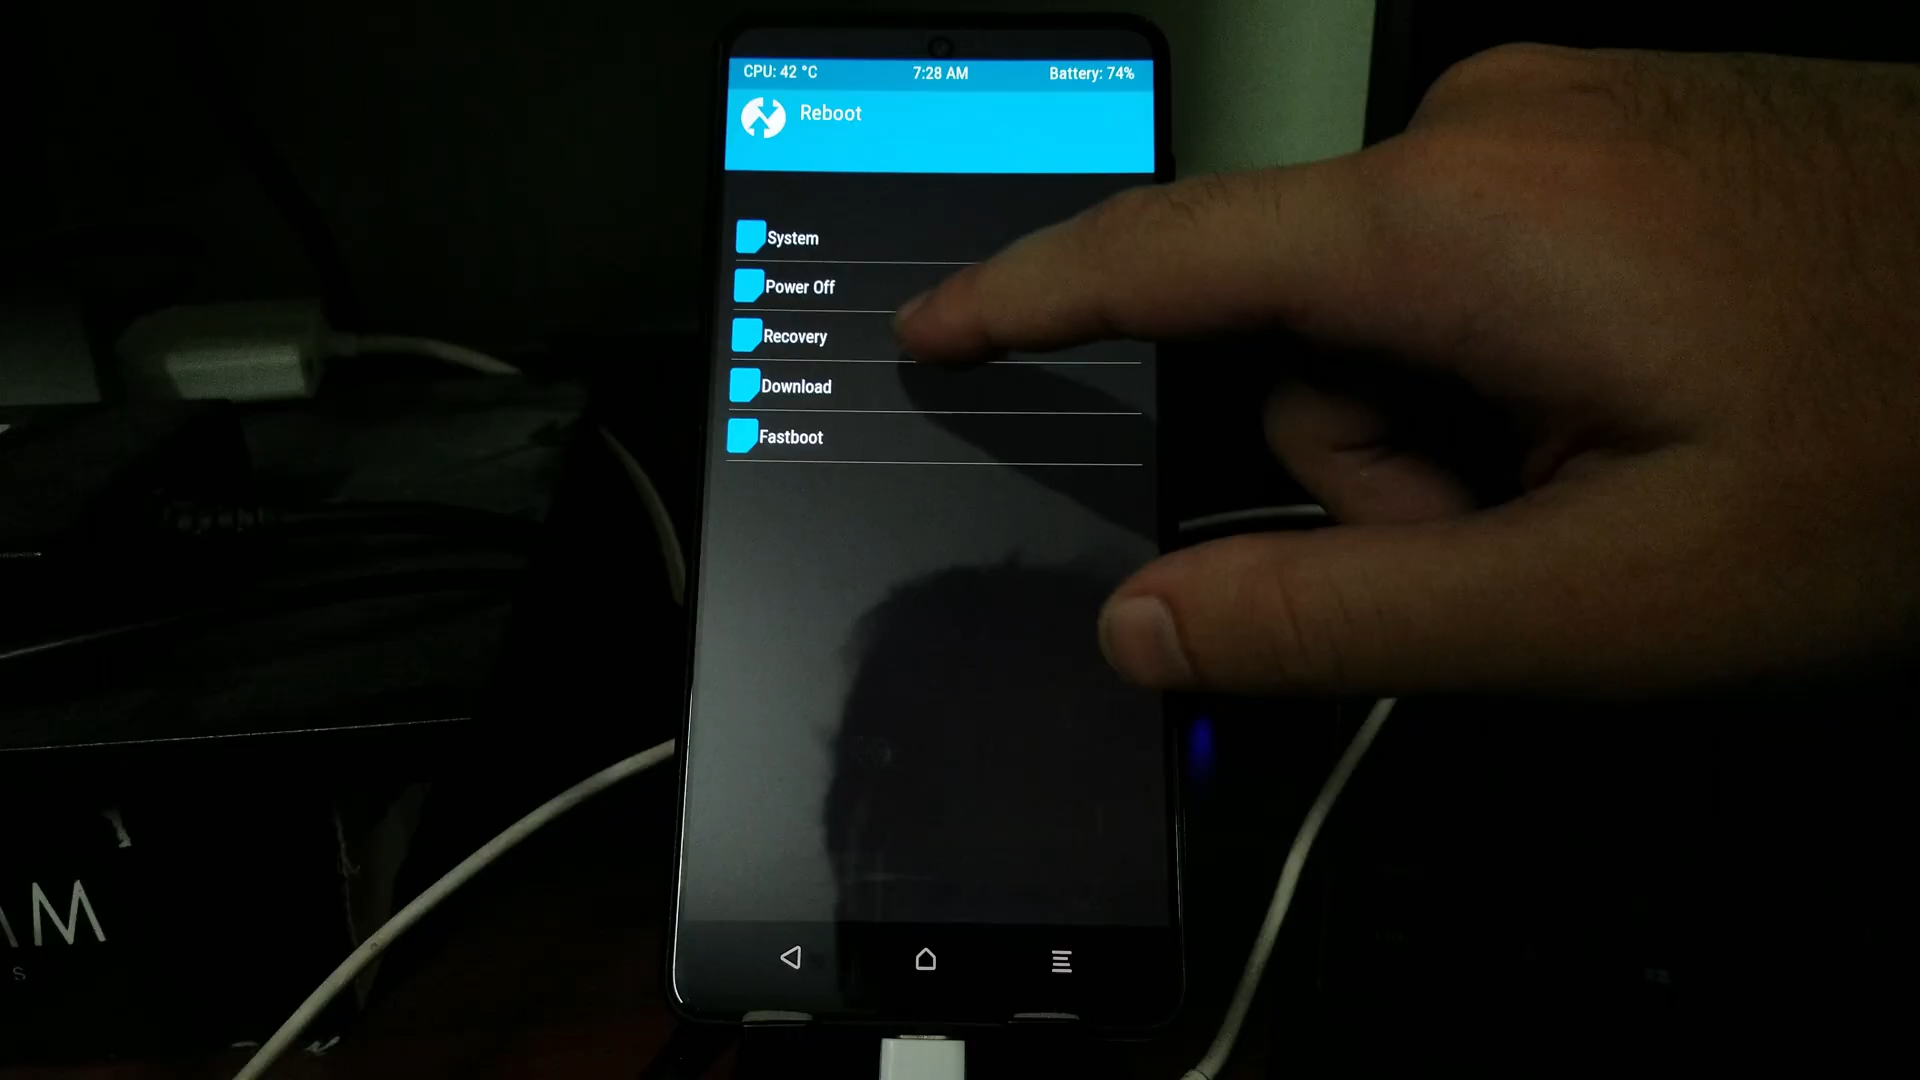 CPU: 42 °C 7:28 AM Battery: 74%
Reboot
System
Power Off
Recovery
Download
Fastboot
M
S